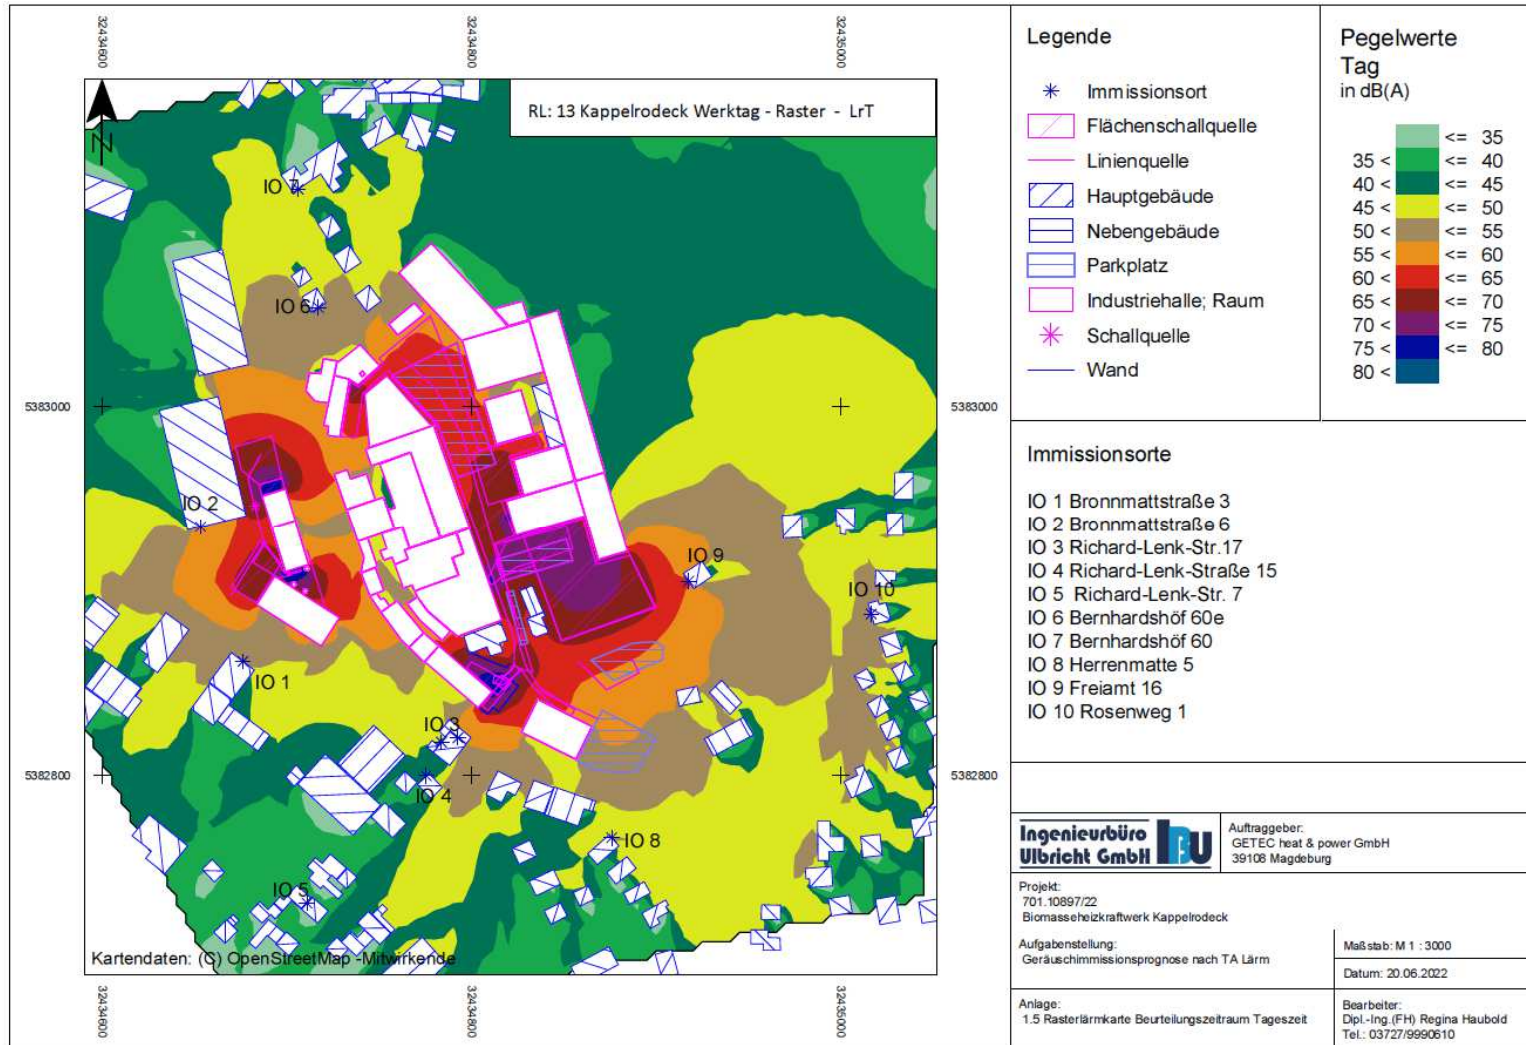 32434600
32434800
32435000
RL: 13 Kappelrodeck Werktag - Raster - LrT
N
IO 7
IO 6
5383000
5383000
IO 2
IO 9
IO 10
IO 1
IO 3
5382800
5382800
IO 4
IO 8
IO 5
Kartendaten: (C) OpenStreetMap -Mitwirkende
32434600
32434800
32435000
Legende
Immissionsort
Flächenschallquelle
Linienquelle
Hauptgebäude
Nebengebäude
Parkplatz
Industriehalle; Raum
Schallquelle
Wand
Pegelwerte
Tag
in dB(A)
<= 35
35 < <= 40
40 < <= 45
45 < <= 50
50 < <= 55
55 < <= 60
60 < <= 65
65 < <= 70
70 < <= 75
75 < <= 80
80 <
Immissionsorte
IO 1 Bronnmattstraße 3
IO 2 Bronnmattstraße 6
IO 3 Richard-Lenk-Str.17
IO 4 Richard-Lenk-Straße 15
IO 5 Richard-Lenk-Str. 7
IO 6 Bernhardshöf 60e
IO 7 Bernhardshöf 60
IO 8 Herrenmatte 5
IO 9 Freiamt 16
IO 10 Rosenweg 1
Ingenieurbüro
Ulbricht GmbH
IBU
Auftraggeber:
GETEC heat & power GmbH
39108 Magdeburg
Projekt:
701.10897/22
Biomasseheizkraftwerk Kappelrodeck
Aufgabenstellung:
Geräuschimmissionsprognose nach TA Lärm
Maßstab: M 1 : 3000
Datum: 20.06.2022
Anlage:
1.5 Rasterlärmkarte Beurteilungszeitraum Tageszeit
Bearbeiter:
Dipl.-Ing.(FH) Regina Haubold
Tel.: 03727/9990610